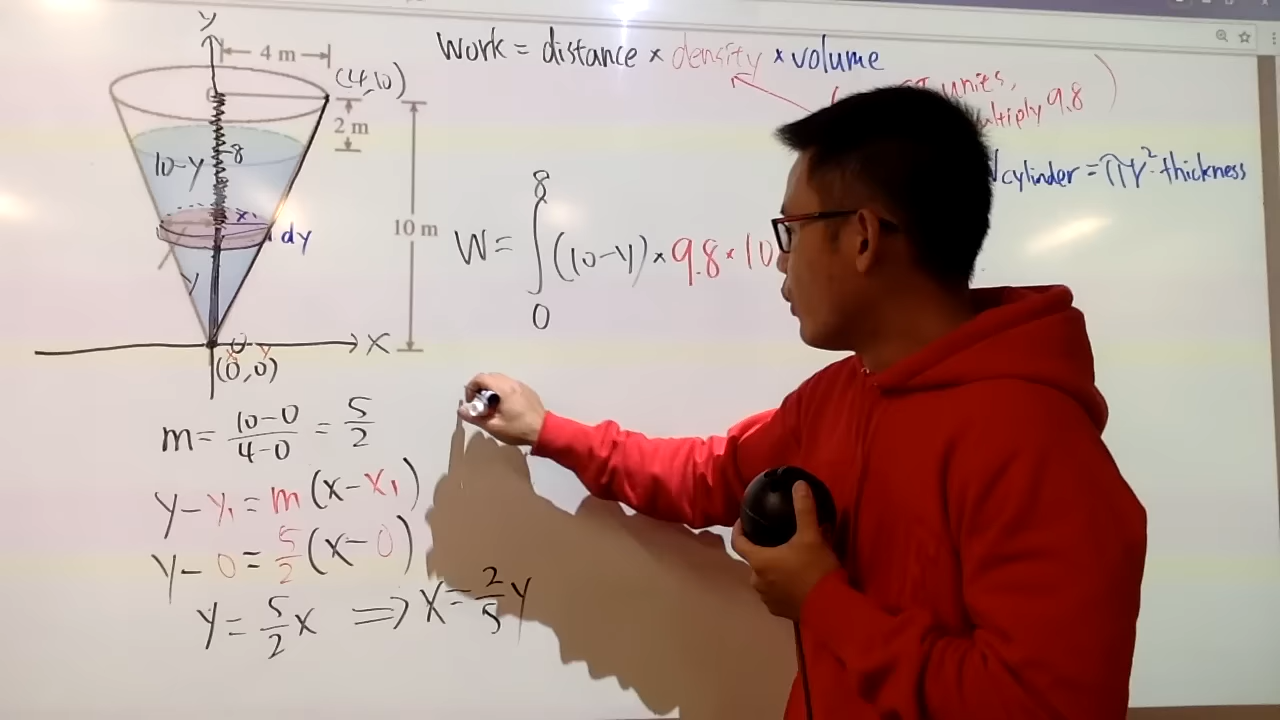 Work = distance × density × volume
units,
multiply 9.8 )
Vcylinder = πr²·thickness
y
4 m
(4,10)
2 m
8
10-y
x
dy
10 m
y
x
0
x y
(0,0)
W = ∫₀⁸ (10-y) × 9.8 × 10
m = (10-0)/(4-0) = 5/2
y - y₁ = m(x - x₁)
y - 0 = 5/2 (x - 0)
y = 5/2 x ⟹ x = 2/5 y